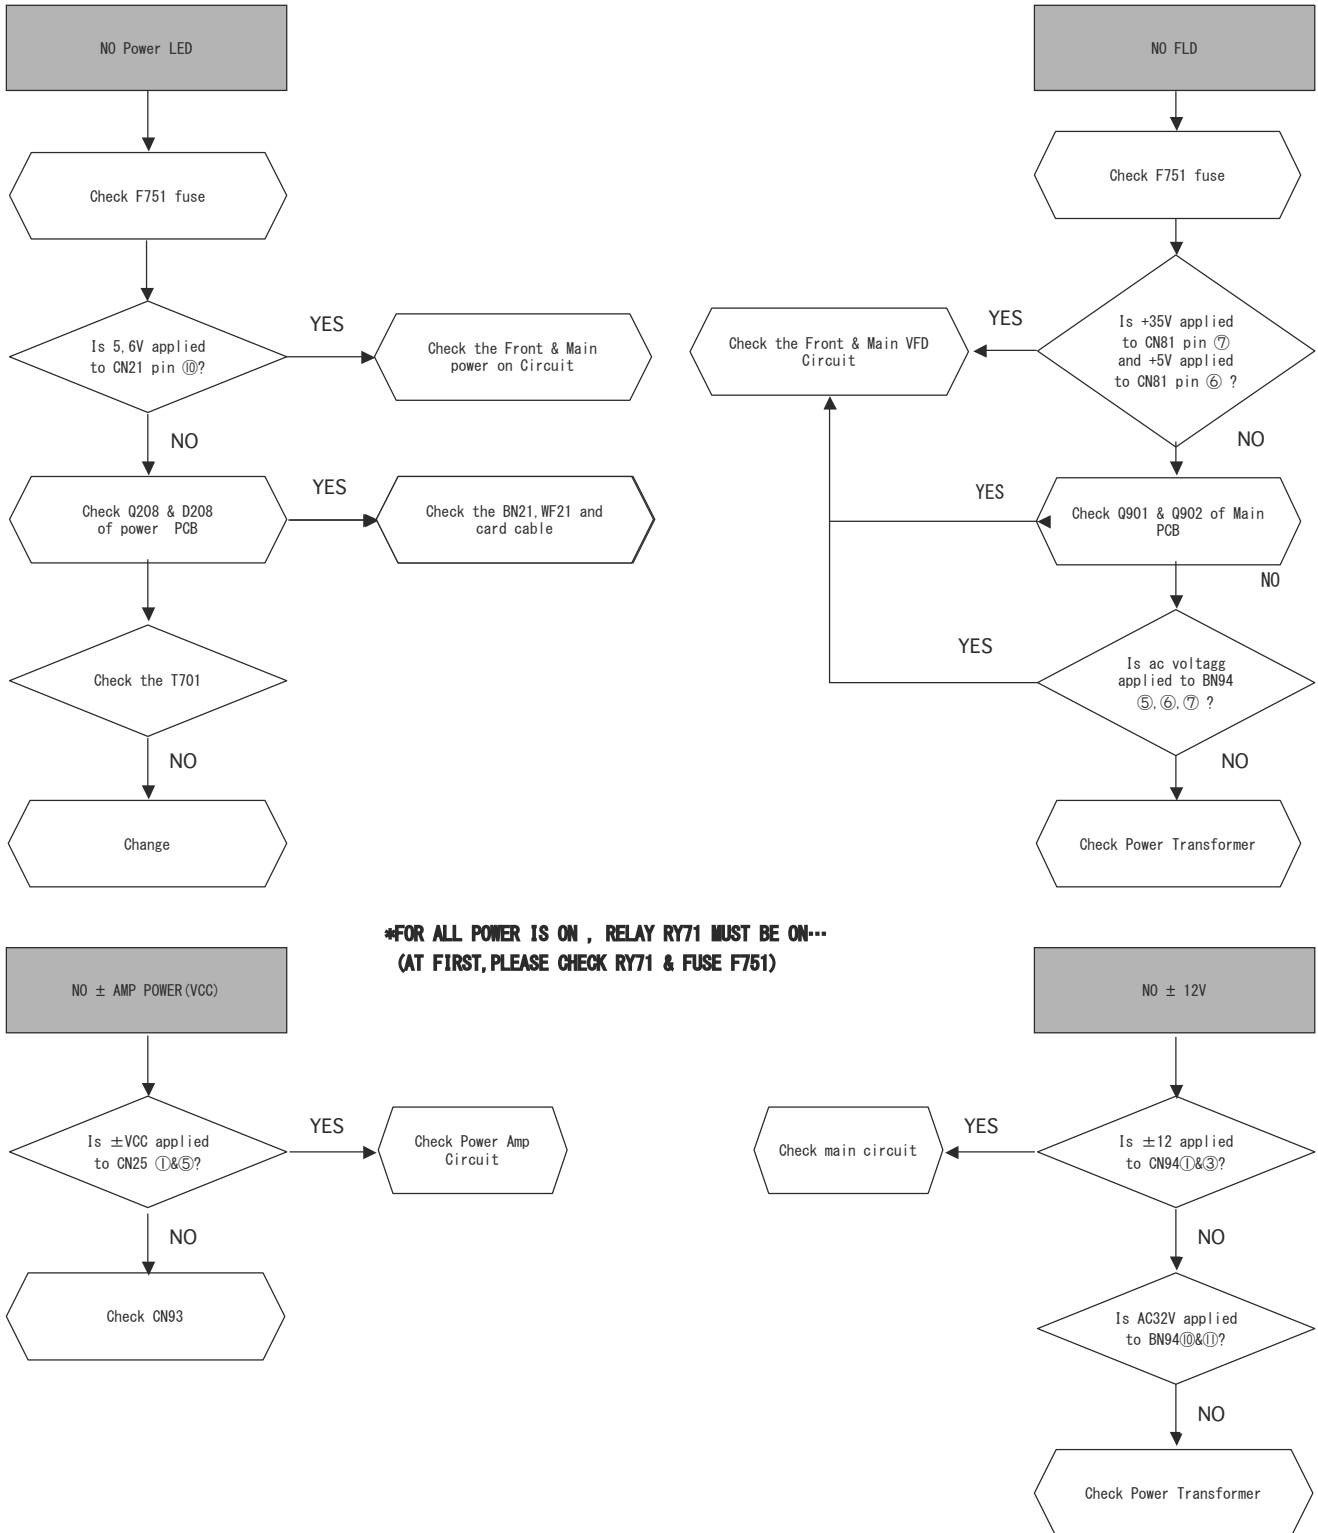 NO Power LED
Check F751 fuse
Is 5,6V applied
to CN21 pin ⑩?
YES
Check the Front & Main
power on Circuit
NO
Check Q208 & D208
of power PCB
YES
Check the BN21,WF21 and
card cable
Check the T701
NO
Change
NO FLD
Check F751 fuse
Is +35V applied
to CN81 pin ⑦
and +5V applied
to CN81 pin ⑥ ?
YES
Check the Front & Main VFD
Circuit
NO
Check Q901 & Q902 of Main
PCB
YES
NO
Is ac voltagg
applied to BN94
⑤,⑥,⑦ ?
YES
NO
Check Power Transformer
*FOR ALL POWER IS ON , RELAY RY71 MUST BE ON…
(AT FIRST,PLEASE CHECK RY71 & FUSE F751)
NO ± AMP POWER(VCC)
Is ±VCC applied
to CN25 ①&⑤?
YES
Check Power Amp
Circuit
NO
Check CN93
NO ± 12V
Is ±12 applied
to CN94①&③?
YES
Check main circuit
NO
Is AC32V applied
to BN94⑩&⑪?
NO
Check Power Transformer